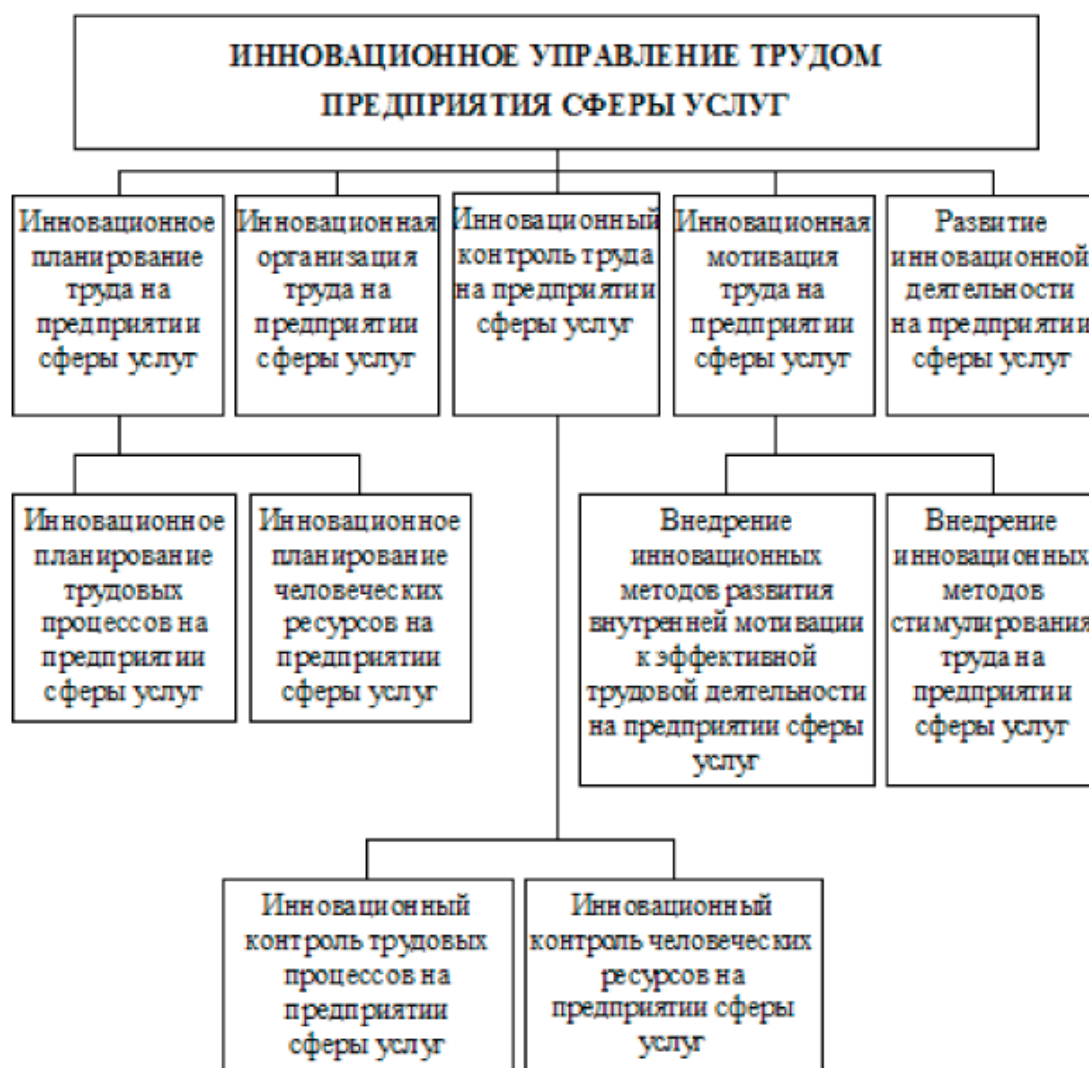 ИННОВАЦИОННОЕ УПРАВЛЕНИЕ ТРУДОМ
ПРЕДПРИЯТИЯ СФЕРЫ УСЛУГ
Инновационное
планирование
труда на
предприятии
сферы услуг
Инновационная
организация
труда на
предприятии
сферы услуг
Инновационный
контроль труда
на предприятии
сферы услуг
Инновационная
мотивация
труда на
предприятии
сферы услуг
Развитие
инновационной
деятельности
на предприятии
сферы услуг
Инновационное
планирование
трудовых
процессов на
предприятии
сферы услуг
Инновационное
планирование
человеческих
ресурсов на
предприятии
сферы услуг
Внедрение
инновационных
методов развития
внутренней мотивации
к эффективной
трудовой деятельности
на предприятии сферы
услуг
Внедрение
инновационных
методов
стимулирования
труда на
предприятии
сферы услуг
Инновационный
контроль трудовых
процессов на
предприятии
сферы услуг
Инновационный
контроль человеческих
ресурсов на
предприятии сферы
услуг